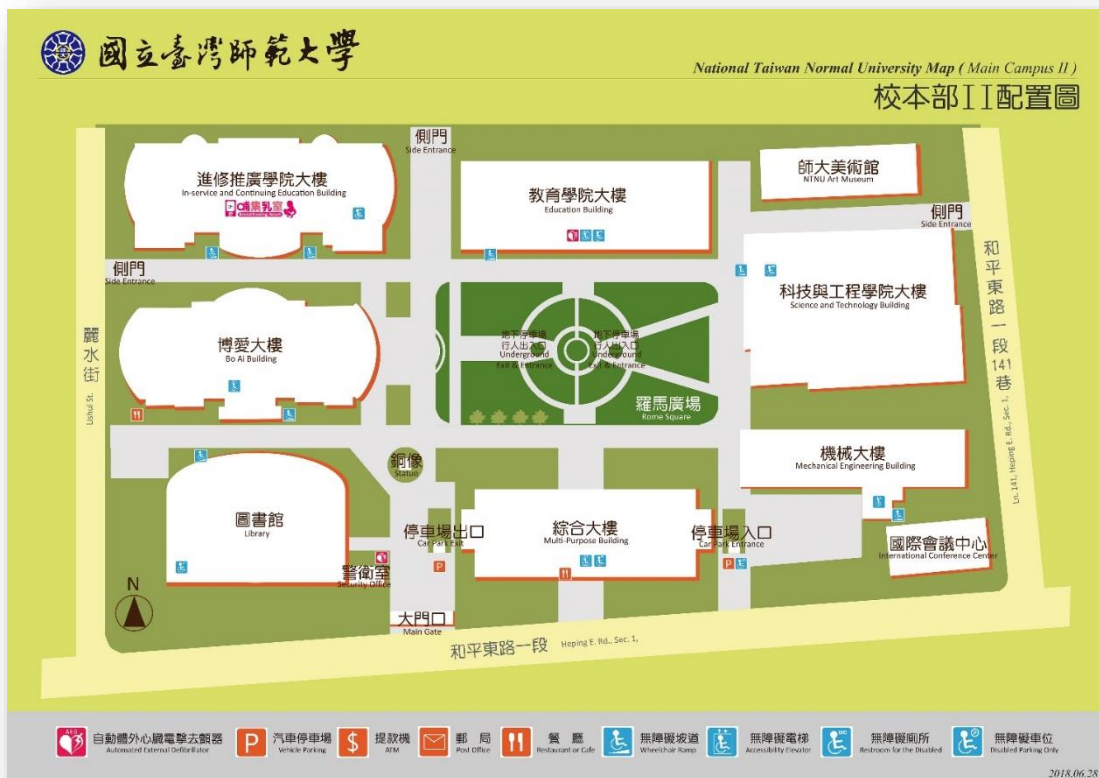 國立臺灣師範大學
National Taiwan Normal University Map ( Main Campus II )
校本部II配置圖
側門
Side Entrance
進修推廣學院大樓
In-service and Continuing Education Building
哺集乳室
Breastfeeding Room
教育學院大樓
Education Building
師大美術館
NTNU Art Museum
側門
Side Entrance
側門
Side Entrance
科技與工程學院大樓
Science and Technology Building
和平東路一段141巷
Ln. 141, Heping E. Rd., Sec. 1,
麗水街
Lishui St.
博愛大樓
Bo Ai Building
地下停車場
行人出入口
Underground
Exit & Entrance
地下停車場
行人出入口
Underground
Exit & Entrance
羅馬廣場
Rome Square
銅像
Statue
機械大樓
Mechanical Engineering Building
圖書館
Library
停車場出口
Car Park Exit
P
綜合大樓
Multi-Purpose Building
停車場入口
Car Park Entrance
P
國際會議中心
International Conference Center
警衛室
Security Office
N
大門口
Main Gate
和平東路一段 Heping E. Rd., Sec. 1,
AED
自動體外心臟電擊去顫器
Automated External Defibrillator
P
汽車停車場
Vehicle Parking
$
提款機
ATM
郵局
Post Office
餐廳
Restaurant or Cafe
無障礙坡道
Wheelchair Ramp
無障礙電梯
Accessibility Elevator
WC
無障礙廁所
Restroom for the Disabled
P
無障礙車位
Disabled Parking Only
2018.06.28